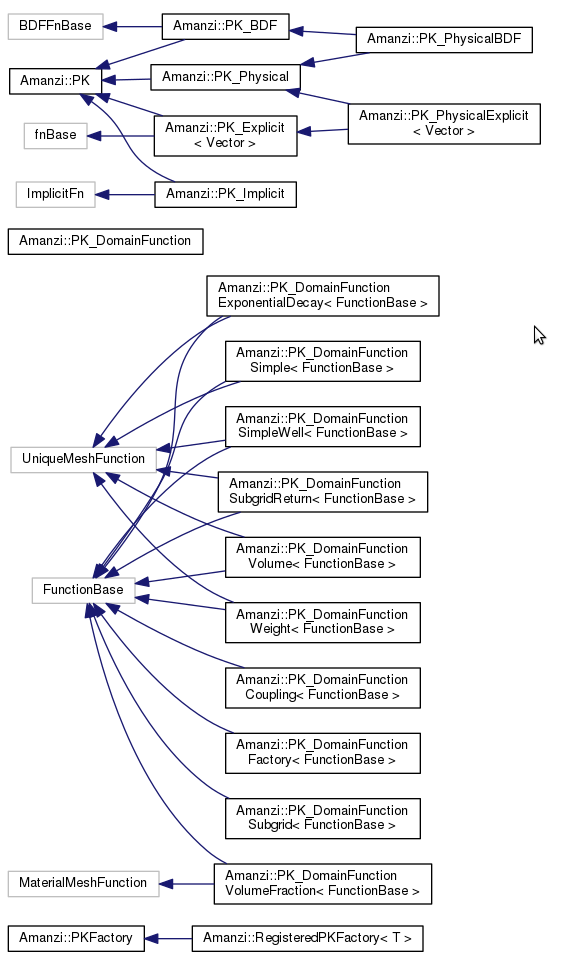 BDFFnBase
Amanzi::PK_BDF
Amanzi::PK_PhysicalBDF
Amanzi::PK
Amanzi::PK_Physical
Amanzi::PK_PhysicalExplicit
< Vector >
fnBase
Amanzi::PK_Explicit
< Vector >
ImplicitFn
Amanzi::PK_Implicit
Amanzi::PK_DomainFunction
Amanzi::PK_DomainFunction
ExponentialDecay< FunctionBase >
Amanzi::PK_DomainFunction
Simple< FunctionBase >
Amanzi::PK_DomainFunction
SimpleWell< FunctionBase >
UniqueMeshFunction
Amanzi::PK_DomainFunction
SubgridReturn< FunctionBase >
Amanzi::PK_DomainFunction
Volume< FunctionBase >
FunctionBase
Amanzi::PK_DomainFunction
Weight< FunctionBase >
Amanzi::PK_DomainFunction
Coupling< FunctionBase >
Amanzi::PK_DomainFunction
Factory< FunctionBase >
Amanzi::PK_DomainFunction
Subgrid< FunctionBase >
MaterialMeshFunction
Amanzi::PK_DomainFunction
VolumeFraction< FunctionBase >
Amanzi::PKFactory
Amanzi::RegisteredPKFactory< T >